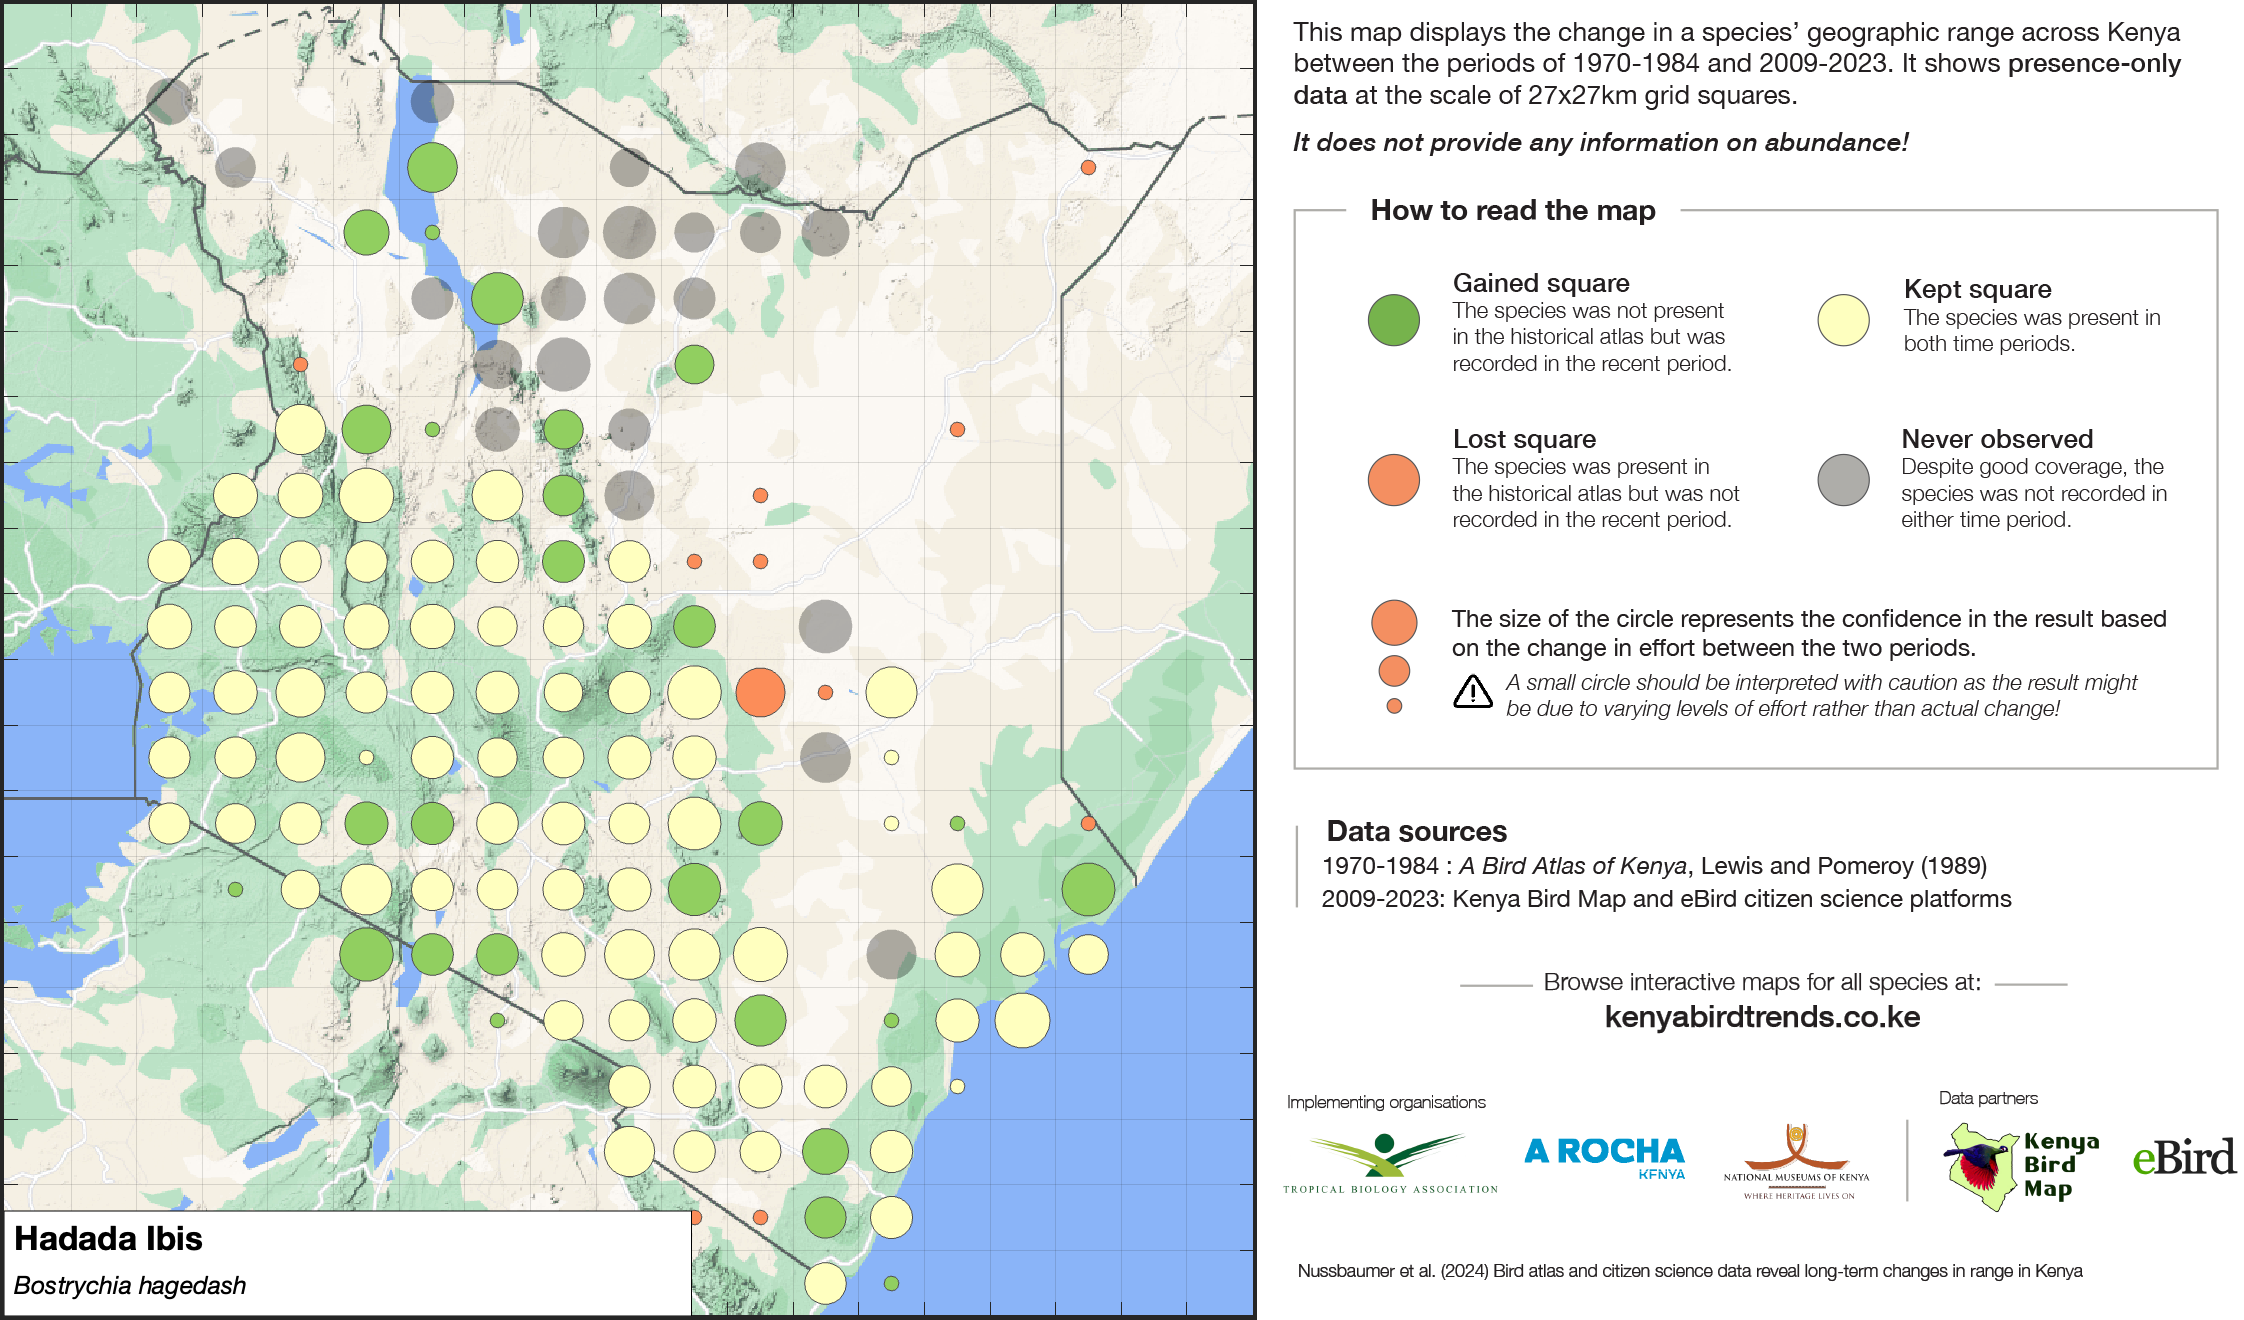 This map displays the change in a species’ geographic range across Kenya
between the periods of 1970-1984 and 2009-2023. It shows presence-only
data at the scale of 27x27km grid squares.
It does not provide any information on abundance!
How to read the map
Gained square
The species was not present
in the historical atlas but was
recorded in the recent period.
Kept square
The species was present in
both time periods.
Lost square
The species was present in
the historical atlas but was not
recorded in the recent period.
Never observed
Despite good coverage, the
species was not recorded in
either time period.
The size of the circle represents the confidence in the result based
on the change in effort between the two periods.
A small circle should be interpreted with caution as the result might
be due to varying levels of effort rather than actual change!
Data sources
1970-1984 : A Bird Atlas of Kenya, Lewis and Pomeroy (1989)
2009-2023: Kenya Bird Map and eBird citizen science platforms
Browse interactive maps for all species at:
kenyabirdtrends.co.ke
Implementing organisations
Data partners
TROPICAL BIOLOGY ASSOCIATION
A ROCHA
KENYA
NATIONAL MUSEUMS OF KENYA
WHERE HERITAGE LIVES ON
Kenya
Bird
Map
eBird
Hadada Ibis
Bostrychia hagedash
Nussbaumer et al. (2024) Bird atlas and citizen science data reveal long-term changes in range in Kenya